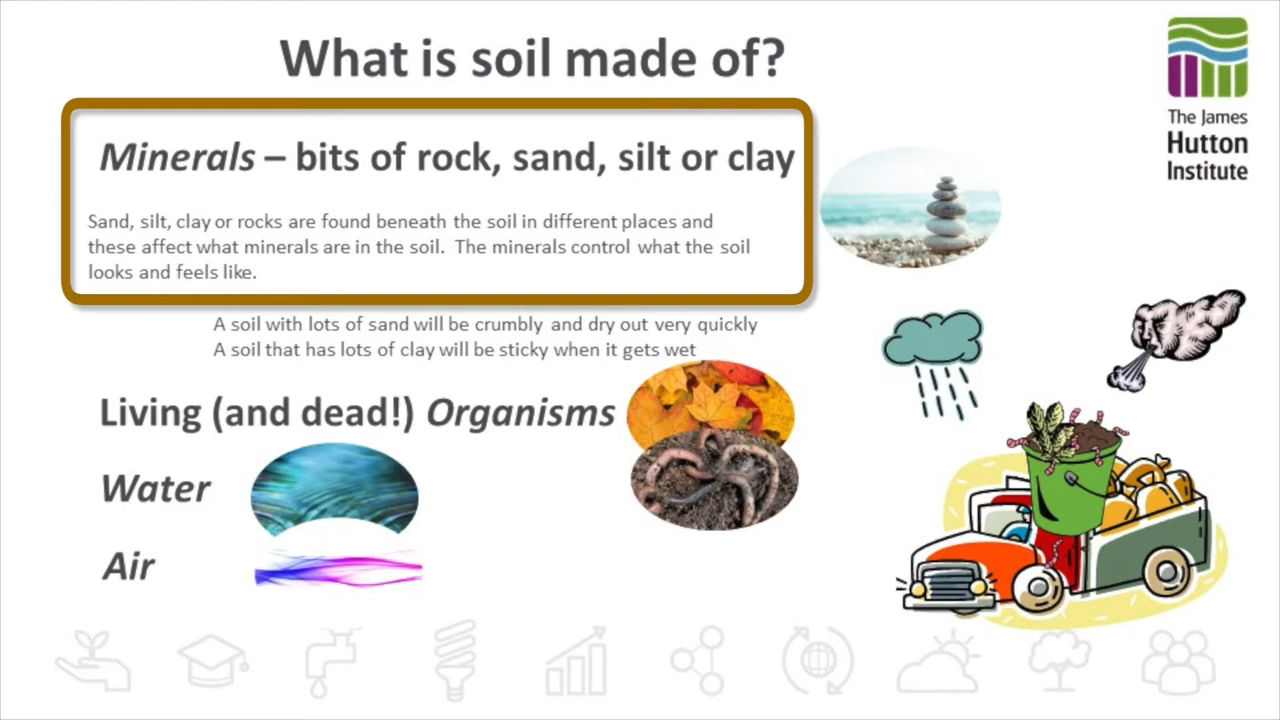 What is soil made of?
The James
Hutton
Institute
Minerals – bits of rock, sand, silt or clay
Sand, silt, clay or rocks are found beneath the soil in different places and
these affect what minerals are in the soil.  The minerals control what the soil
looks and feels like.
A soil with lots of sand will be crumbly and dry out very quickly
A soil that has lots of clay will be sticky when it gets wet
Living (and dead!) Organisms
Water
Air